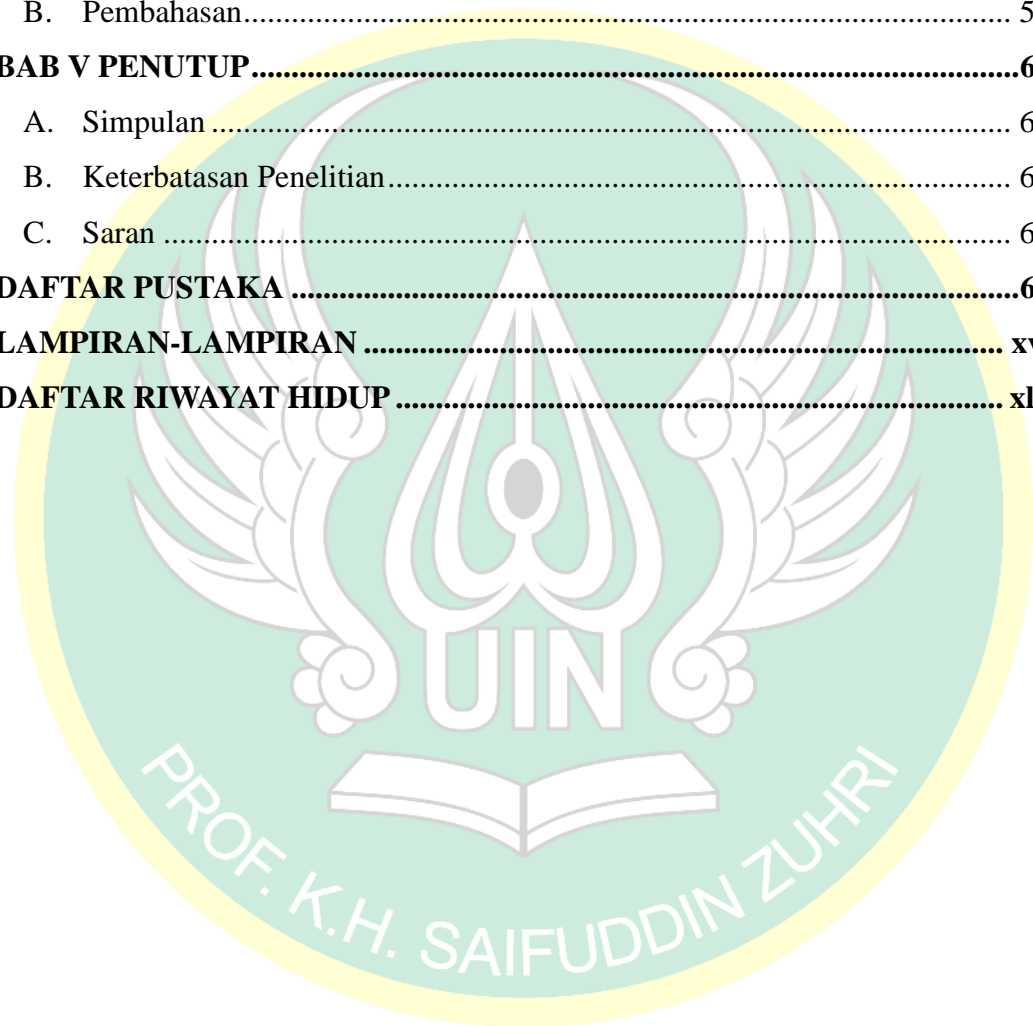 B. Pembahasan........................................................................................... 5
BAB V PENUTUP............................................................................................6
A. Simpulan ............................................................................................... 6
B. Keterbatasan Penelitian.......................................................................... 6
C. Saran ..................................................................................................... 6
DAFTAR PUSTAKA .......................................................................................6
LAMPIRAN-LAMPIRAN ............................................................................. x
DAFTAR RIWAYAT HIDUP ......................................................................... xl
UIN
PROF. K.H. SAIFUDDIN ZUHRI